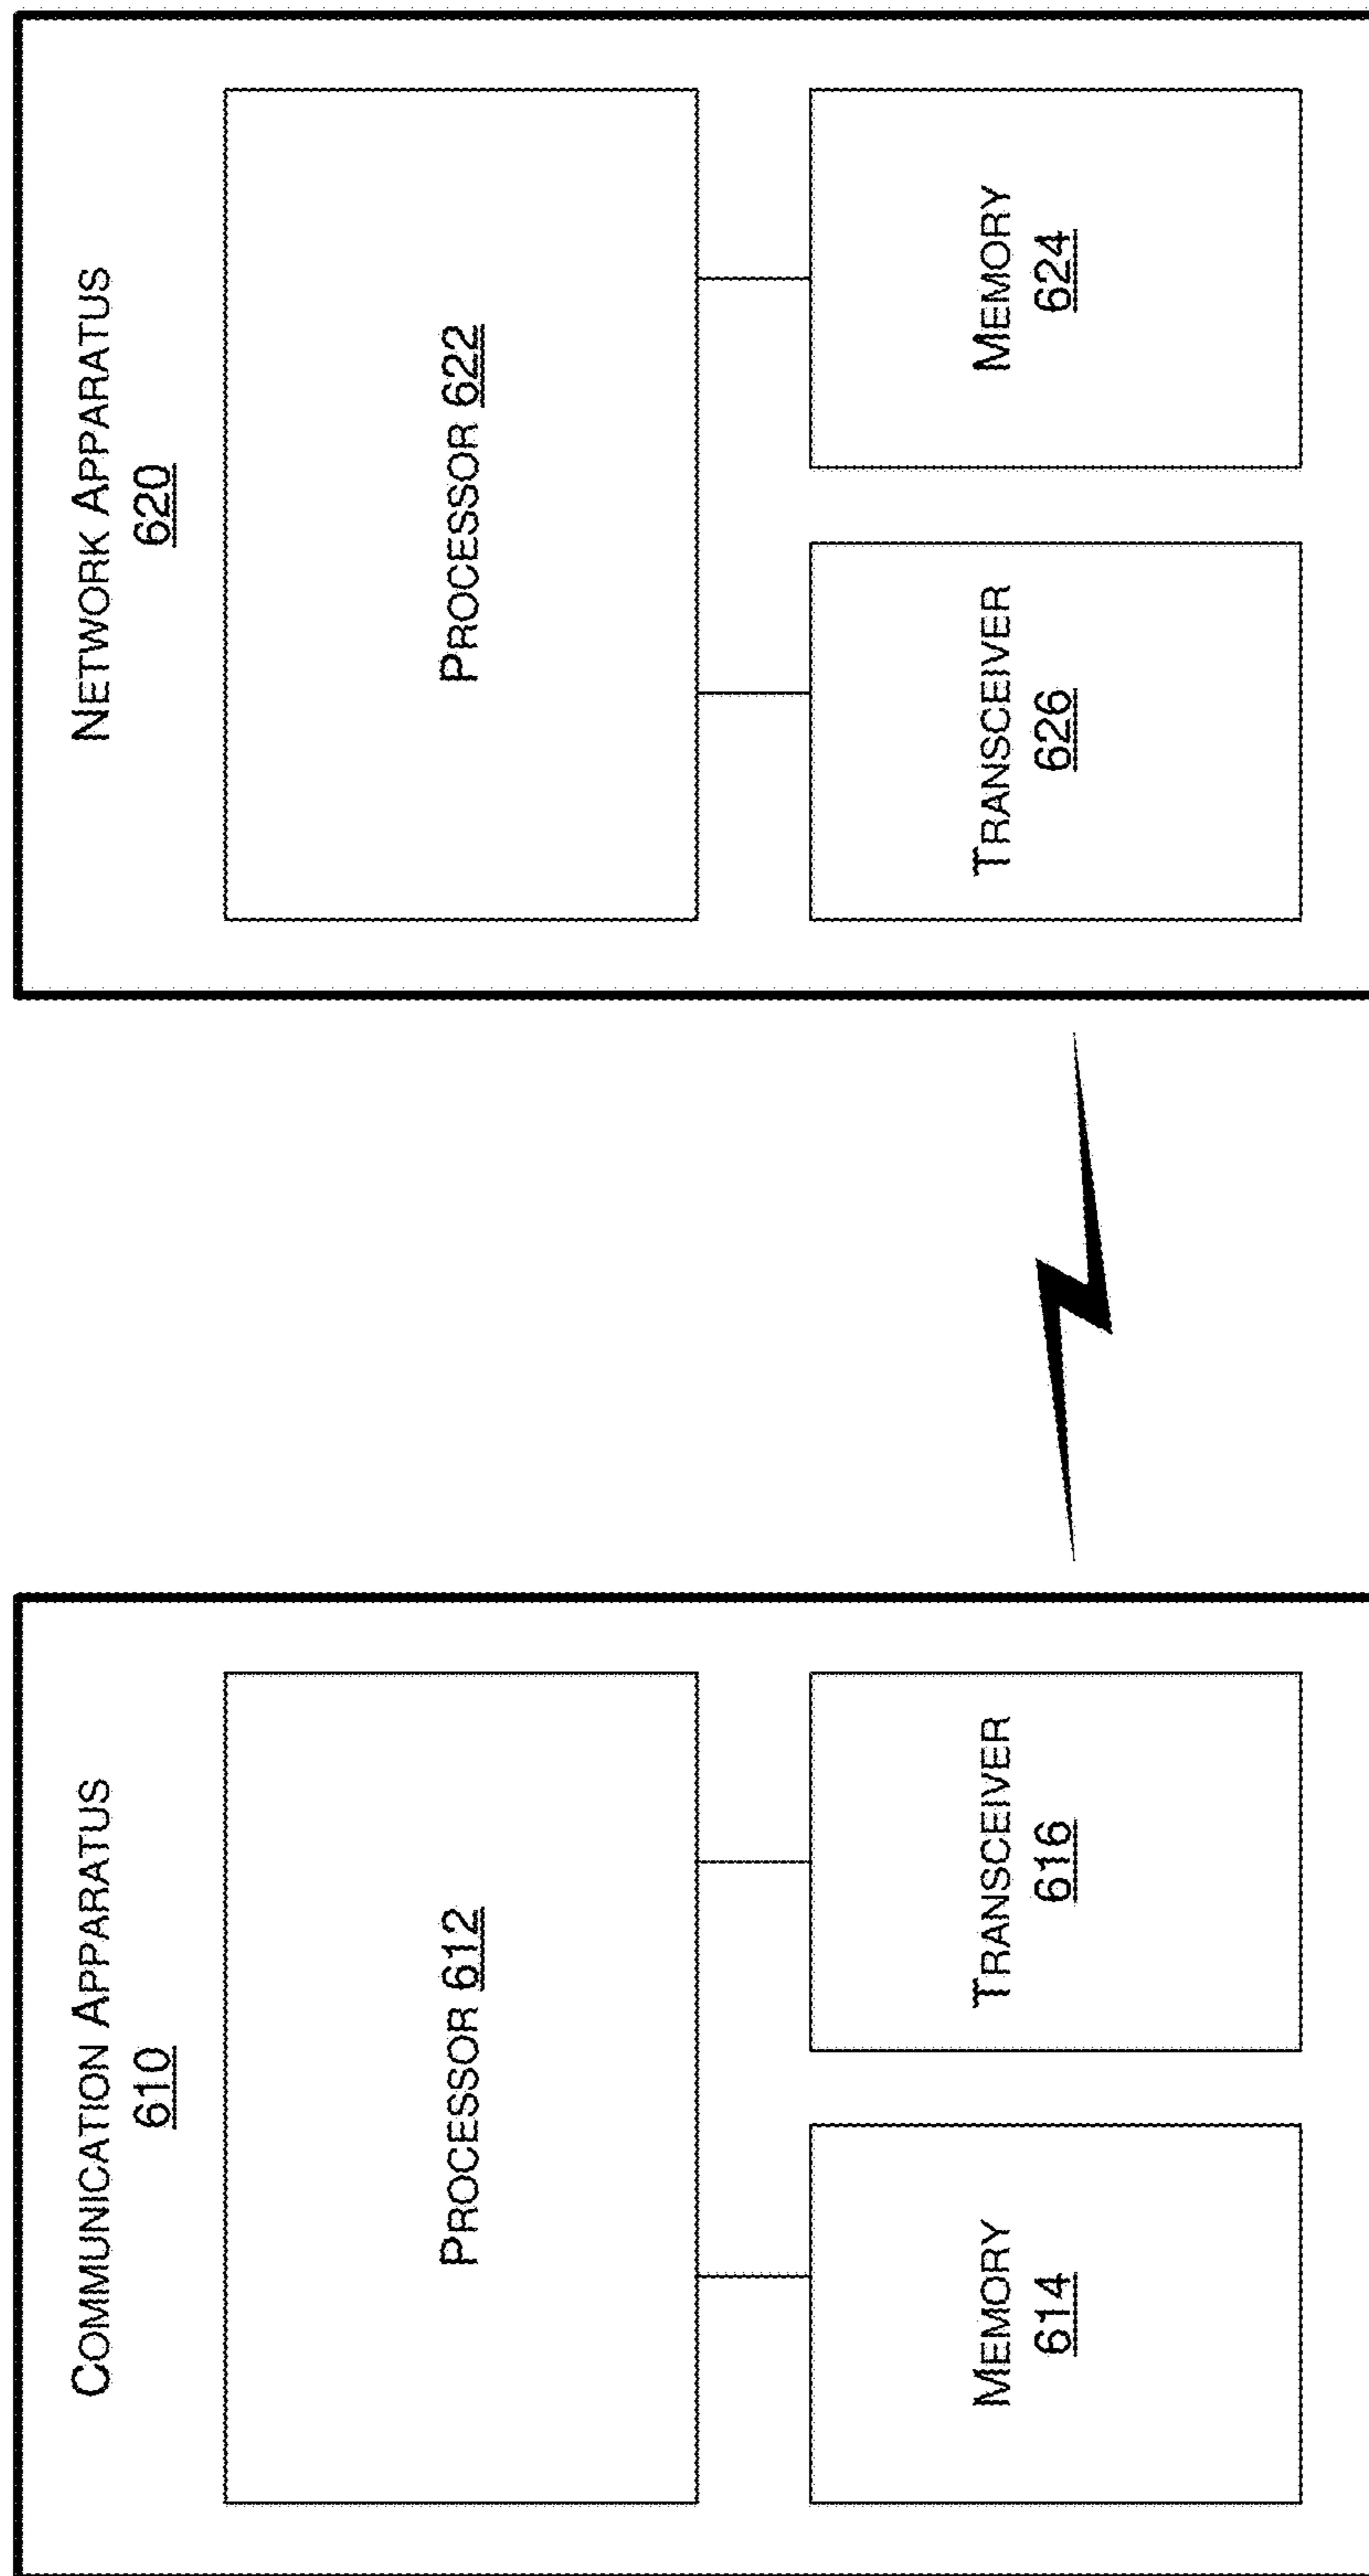 COMMUNICATION APPARATUS
610
PROCESSOR 612
MEMORY
614
TRANSCEIVER
616
NETWORK APPARATUS
620
PROCESSOR 622
TRANSCEIVER
626
MEMORY
624